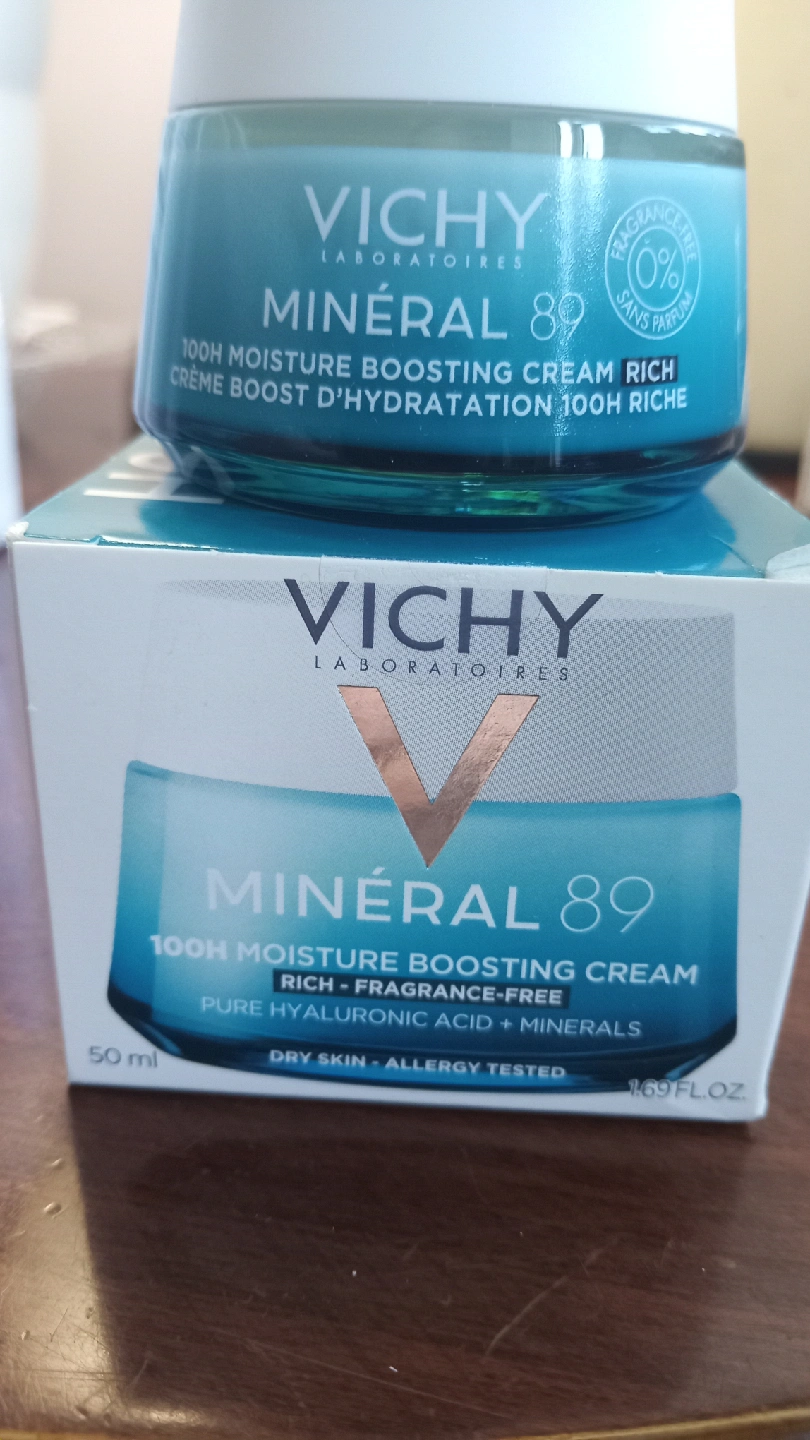 VICHY
LABORATOIRES
MINÉRAL 89
FRAGRANCE-FREE
0%
SANS PARFUM
100H MOISTURE BOOSTING CREAM RICH
CRÈME BOOST D'HYDRATATION 100H RICHE
VICHY
LABORATOIRES
MINÉRAL 89
100H MOISTURE BOOSTING CREAM
RICH - FRAGRANCE-FREE
PURE HYALURONIC ACID + MINERALS
50 ml
DRY SKIN - ALLERGY TESTED
1.69 FL.OZ.